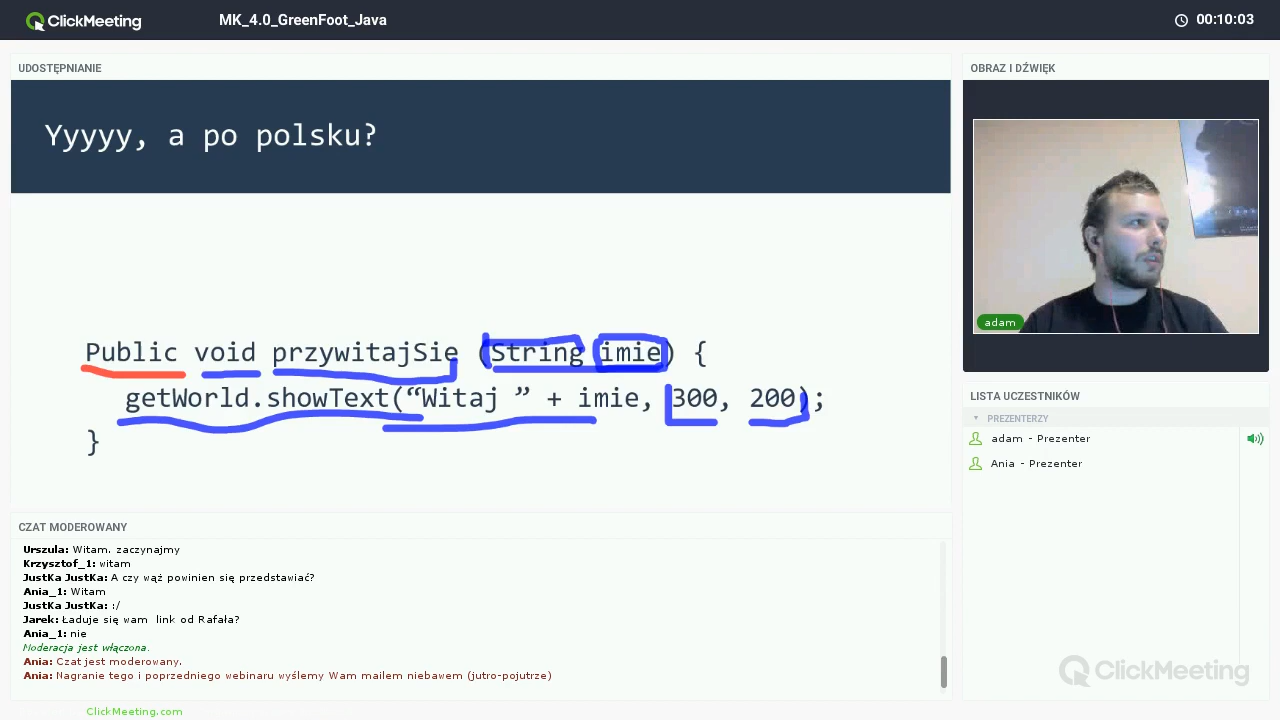 ClickMeeting
MK_4.0_GreenFoot_Java
00:10:03
UDOSTĘPNIANIE
Yyyyy, a po polsku?
Public void przywitajSie (String imie) {
getWorld.showText(“Witaj ” + imie, 300, 200);
}
OBRAZ I DŹWIĘK
adam
LISTA UCZESTNIKÓW
PREZENTERZY
adam - Prezenter
Ania - Prezenter
CZAT MODEROWANY
Urszula: Witam. zaczynajmy
Krzysztof_1: witam
JustKa JustKa: A czy wąż powinien się przedstawiać?
Ania_1: Witam
JustKa JustKa: :/
Jarek: Ładuje się wam link od Rafała?
Ania_1: nie
Moderacja jest włączona.
Ania: Czat jest moderowany.
Ania: Nagranie tego i poprzedniego webinaru wyślemy Wam mailem niebawem (jutro-pojutrze)
ClickMeeting
ClickMeeting.com